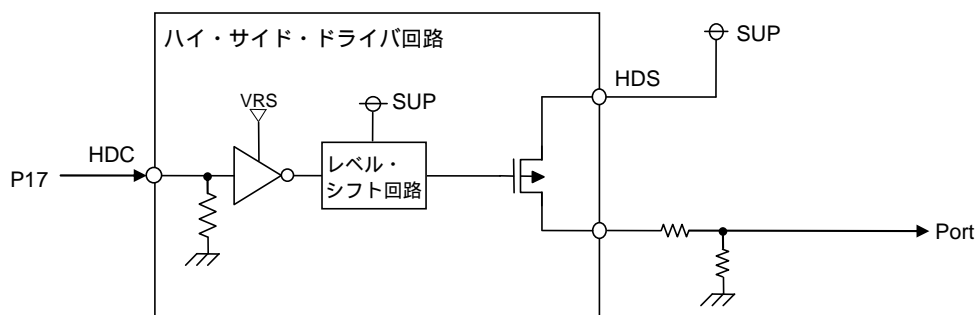 ハイ・サイド・ドライバ回路
SUP
HDS
VRS
SUP
HDC
P17
レベル・
シフト回路
Port